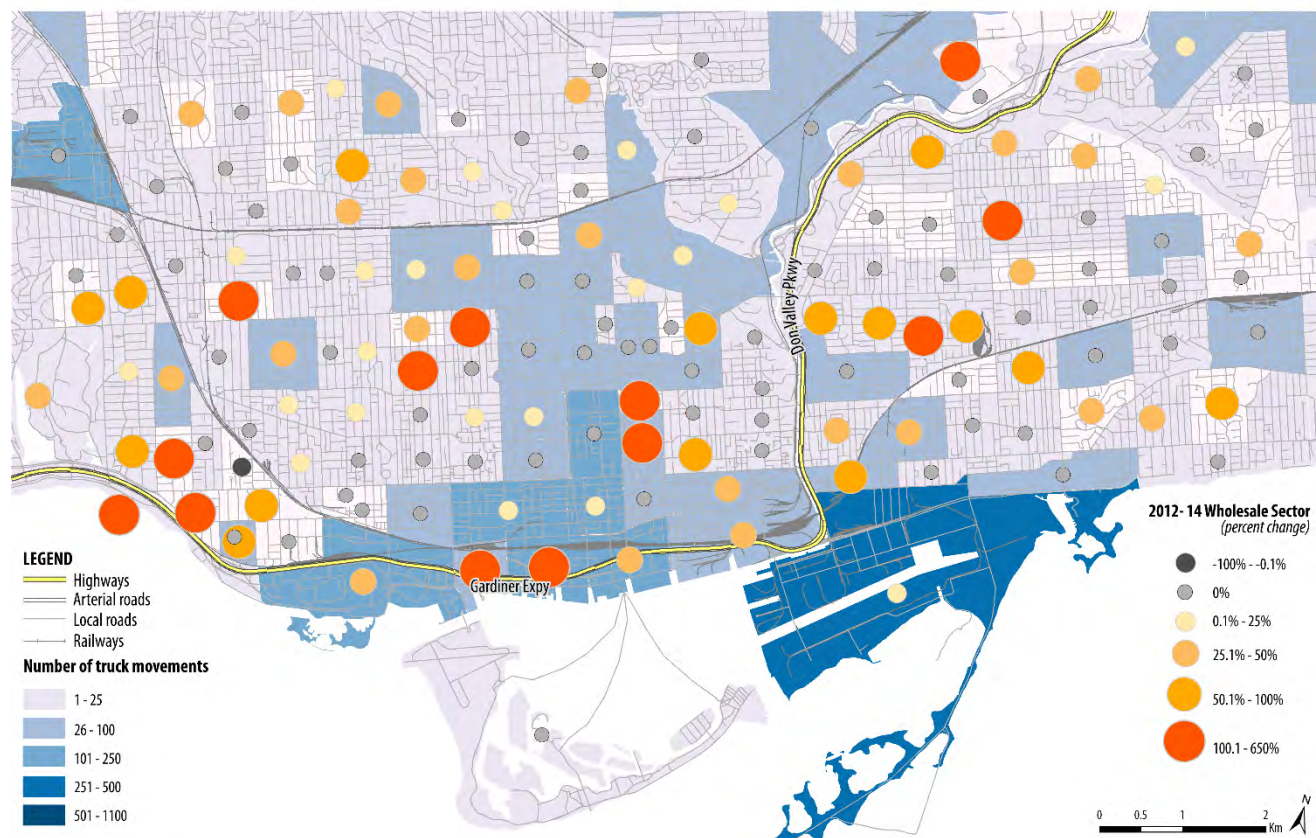 Don Valley Pkwy
Gardiner Expy
LEGEND
Highways
Arterial roads
Local roads
Railways
Number of truck movements
1 - 25
26 - 100
101 - 250
251 - 500
501 - 1100
2012- 14 Wholesale Sector
(percent change)
-100% - -0.1%
0%
0.1% - 25%
25.1% - 50%
50.1% - 100%
100.1 - 650%
0 0.5 1 2
Km
N